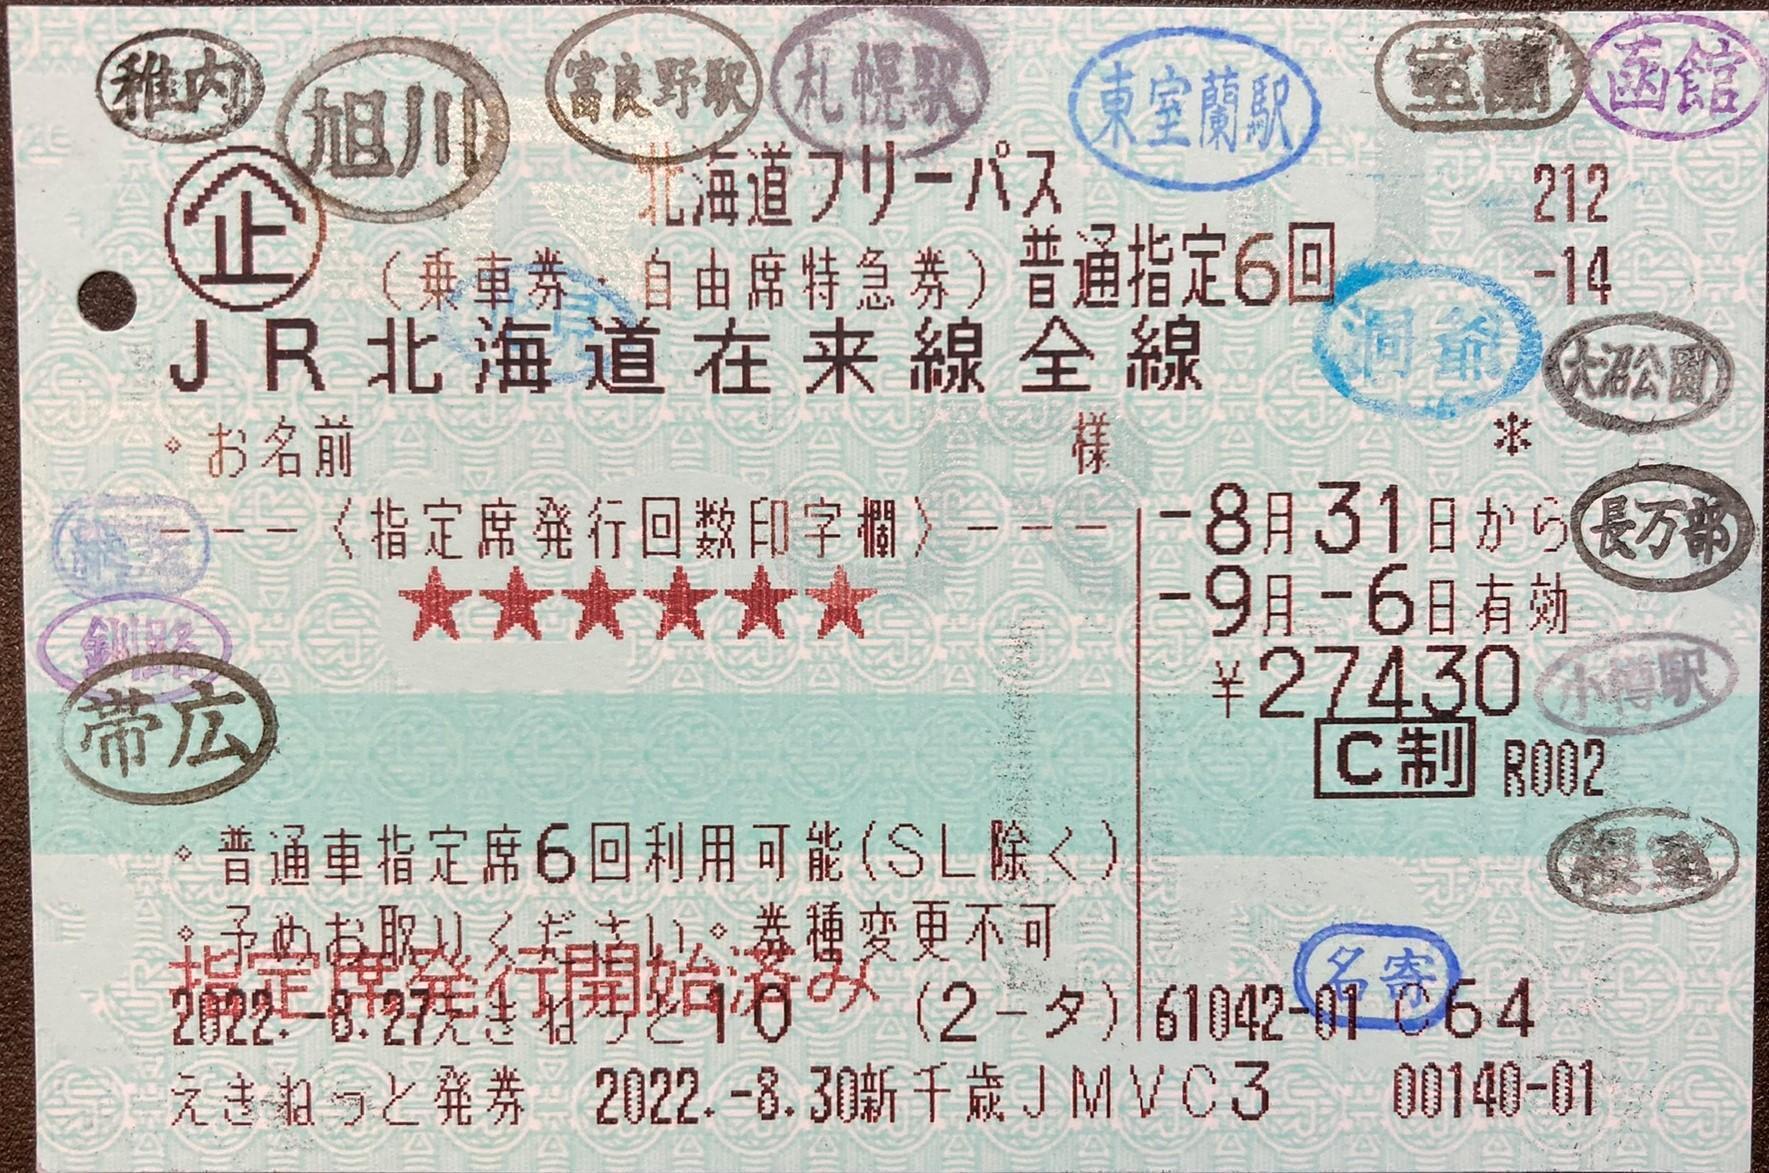 稚内
旭川
富良野駅
札幌駅
東室蘭駅
室蘭
函館
企
北海道フリーパス
212
(乗車券・自由席特急券)普通指定6回
-14
JR北海道在来線全線
洞爺
大沼公園
・お名前 様
*
---〈指定席発行回数印字欄〉---
★★★★★★
-8月31日から
長万部
-9月-6日有効
釧路
¥27430
小樽駅
帯広
C制 R002
・普通車指定席6回利用可能(SL除く)
根室
・予めお取りください。券種変更不可
指定席発行開始済み
名寄
2022.-8.27えきねっと10 (2-タ) 61042-01 C64
えきねっと発券 2022.-8.30新千歳JMVC3 00140-01